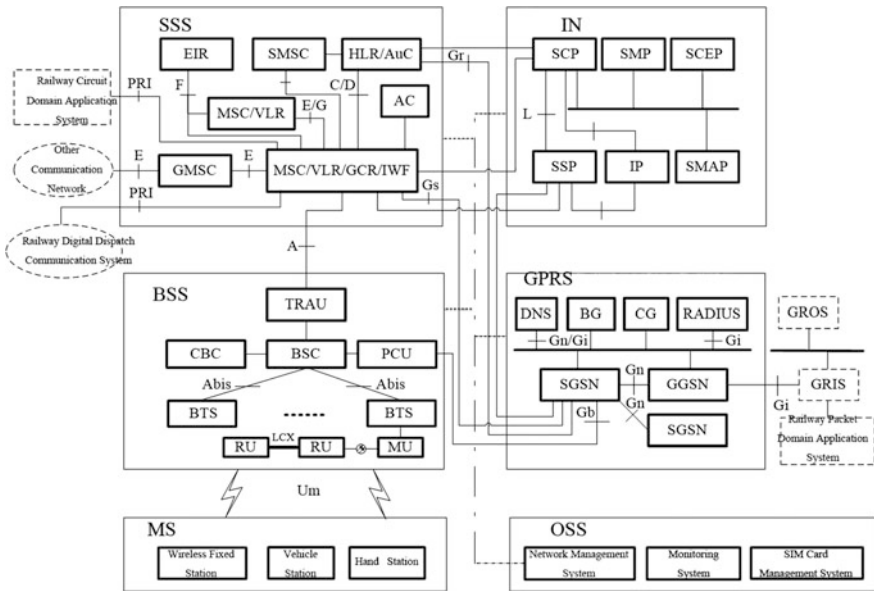 SSS
IN
EIR
SMSC
HLR/AuC
Gr
SCP
SMP
SCEP
Railway Circuit
Domain Application
System
PRI
F
C/D
E/G
AC
L
MSC/VLR
Other
Communication
Network
E
GMSC
E
MSC/VLR/GCR/IWF
SSP
IP
SMAP
PRI
Gs
Railway Digital Dispatch
Communication System
A
BSS
GPRS
TRAU
DNS
BG
CG
RADIUS
GROS
Gn/Gi
Gi
CBC
BSC
PCU
Abis
Abis
SGSN
Gn
GGSN
GRIS
Gi
BTS
BTS
Gb
Gn
SGSN
Railway Packet
Domain Application
System
RU
LCX
RU
MU
Um
MS
OSS
Wireless Fixed
Station
Vehicle
Station
Hand Station
Network Management
System
Monitoring
System
SIM Card
Management System